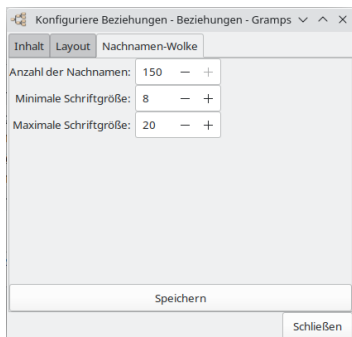 Konfiguriere Beziehungen - Beziehungen - Gramps
Inhalt Layout Nachnamen-Wolke
Anzahl der Nachnamen: 150 − +
Minimale Schriftgröße: 8 − +
Maximale Schriftgröße: 20 − +
Speichern
Schließen